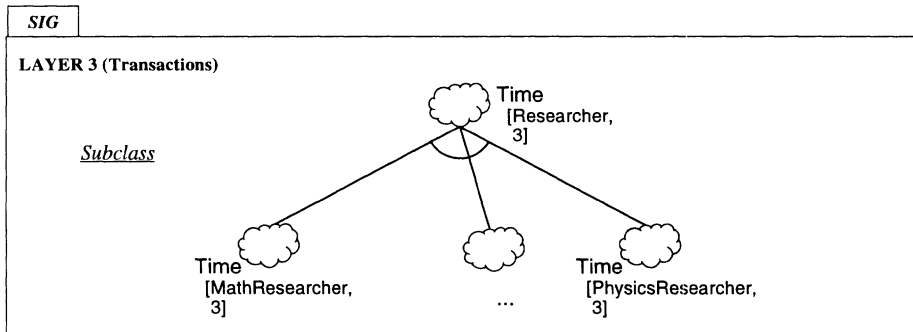 SIG
LAYER 3 (Transactions)
Time
[Researcher,
3]
Subclass
Time
[MathResearcher,
3]
...
Time
[PhysicsResearcher,
3]